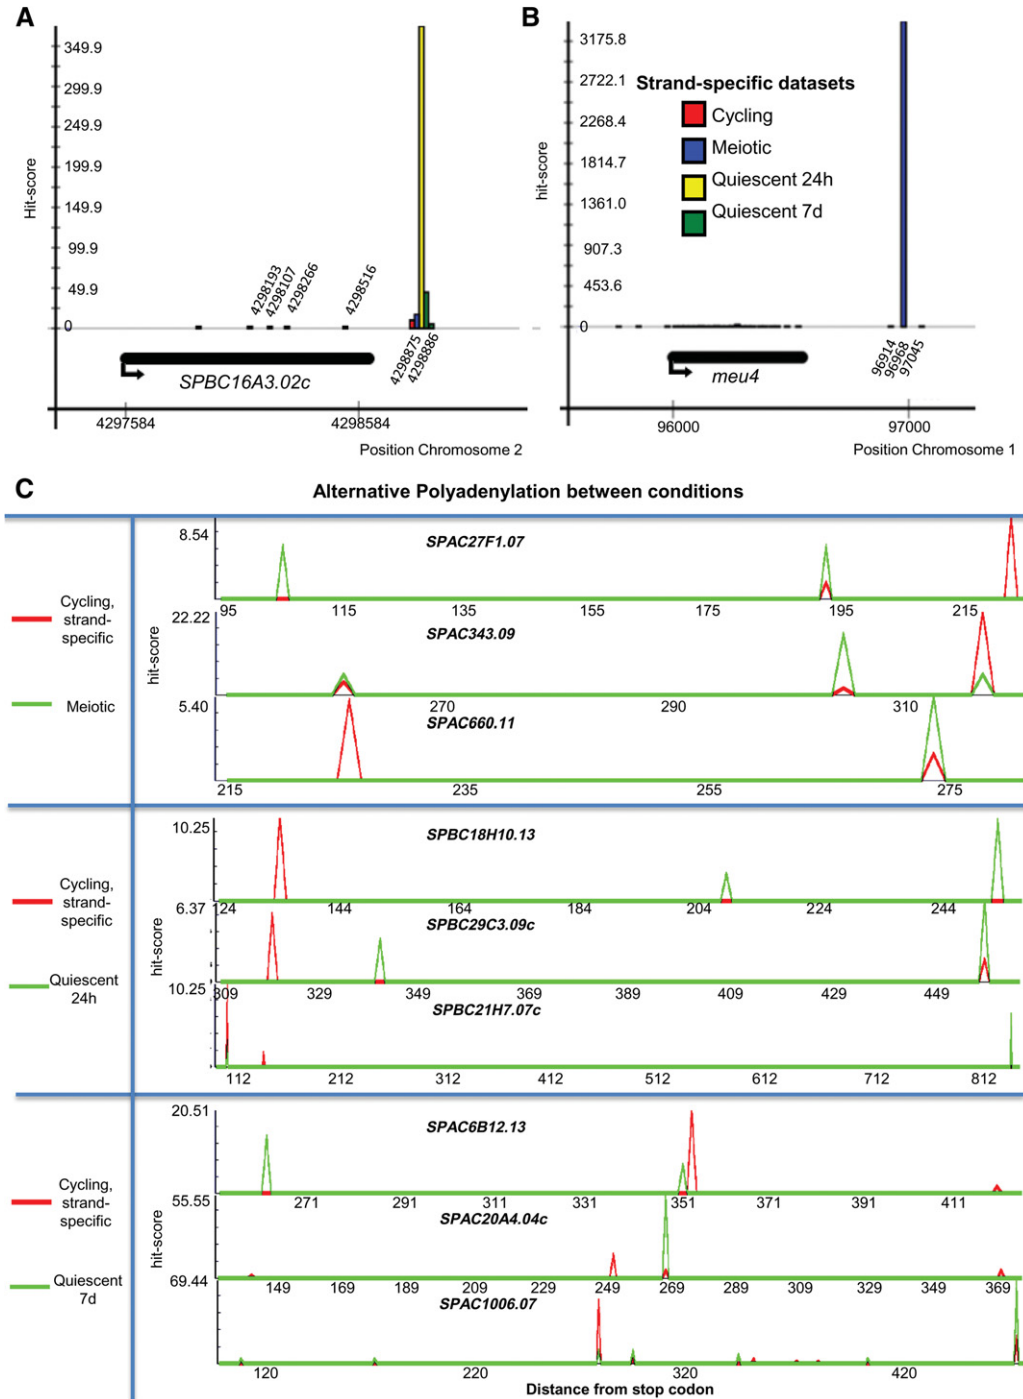 A
349.9
299.9
249.9
199.9
149.9
99.9
49.9
0
Hit-score
4298193
4298107
4298266
4298516
4298875
4298886
SPBC16A3.02c
4297584
4298584
Position Chromosome 2
B
3175.8
2722.1
2268.4
1814.7
1361.0
907.3
453.6
0
hit-score
Strand-specific datasets
Cycling
Meiotic
Quiescent 24h
Quiescent 7d
96914
96968
97045
meu4
96000
97000
Position Chromosome 1
C
Alternative Polyadenylation between conditions
Cycling,
strand-
specific
Meiotic
hit-score
8.54
SPAC27F1.07
95 115 135 155 175 195 215
22.22
SPAC343.09
270 290 310
5.40
SPAC660.11
215 235 255 275
Cycling,
strand-
specific
Quiescent
24h
hit-score
10.25
SPBC18H10.13
124 144 164 184 204 224 244
6.37
SPBC29C3.09c
309 329 349 369 389 409 429 449
10.25
SPBC21H7.07c
112 212 312 412 512 612 712 812
Cycling,
strand-
specific
Quiescent
7d
hit-score
20.51
SPAC6B12.13
271 291 311 331 351 371 391 411
55.55
SPAC20A4.04c
149 169 189 209 229 249 269 289 309 329 349 369
69.44
SPAC1006.07
120 220 320 420
Distance from stop codon